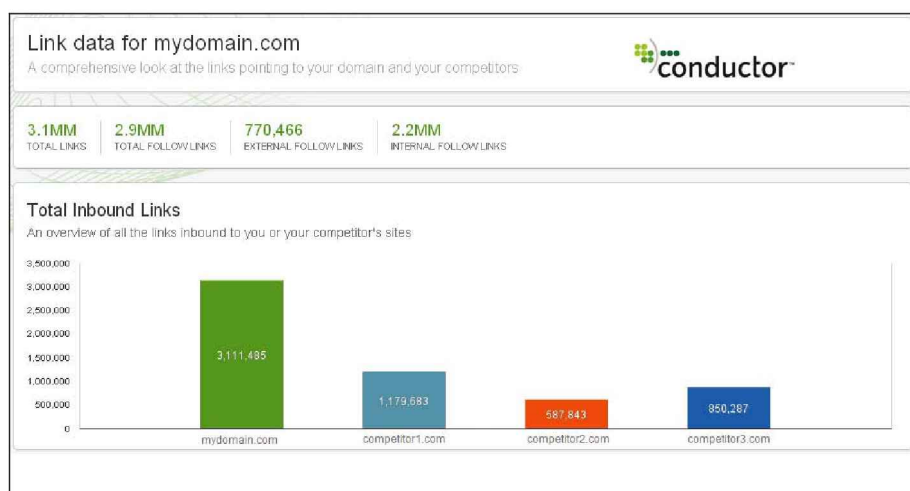 Link data for mydomain.com
A comprehensive look at the links pointing to your domain and your competitors
conductor™
3.1MM
TOTAL LINKS
2.9MM
TOTAL FOLLOW LINKS
770,466
EXTERNAL FOLLOW LINKS
2.2MM
INTERNAL FOLLOW LINKS
Total Inbound Links
An overview of all the links inbound to you or your competitor's sites
3,500,000
3,000,000
2,500,000
2,000,000
1,500,000
1,000,000
500,000
0
3,111,485
1,179,683
587,843
850,287
mydomain.com
competitor1.com
competitor2.com
competitor3.com